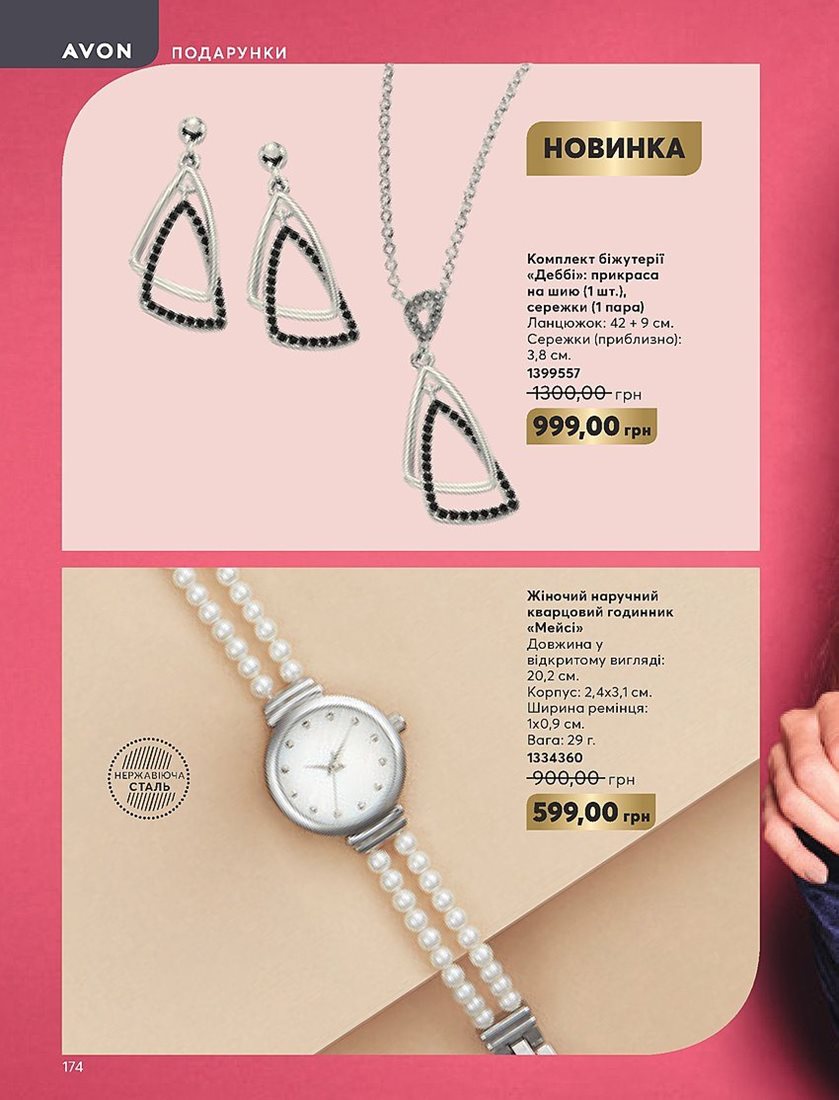 AVON ПОДАРУНКИ
НОВИНКА
Комплект біжутерії
«Деббі»: прикраса
на шию (1 шт.),
сережки (1 пара)
Ланцюжок: 42 + 9 см.
Сережки (приблизно):
3,8 см.
1399557
1300,00 грн
999,00 грн
Жіночий наручний
кварцовий годинник
«Мейсі»
Довжина у
відкритому вигляді:
20,2 см.
Корпус: 2,4х3,1 см.
Ширина ремінця:
1х0,9 см.
Вага: 29 г.
1334360
900,00 грн
599,00 грн
НЕРЖАВІЮЧА
СТАЛЬ
174